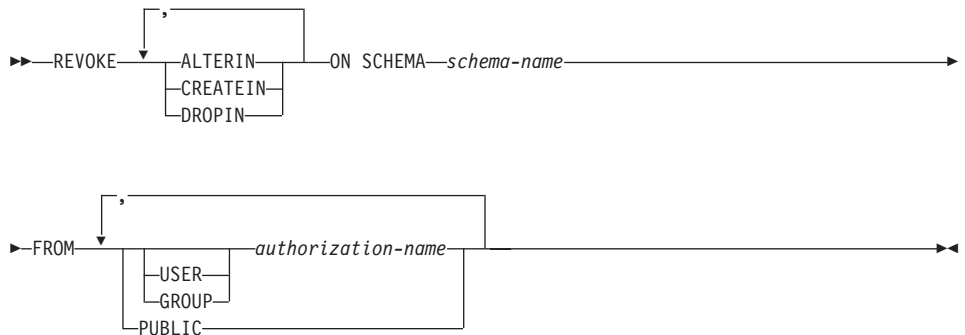 ,
REVOKE ALTERIN ON SCHEMA schema-name
CREATEIN
DROPIN
,
FROM authorization-name
USER
GROUP
PUBLIC